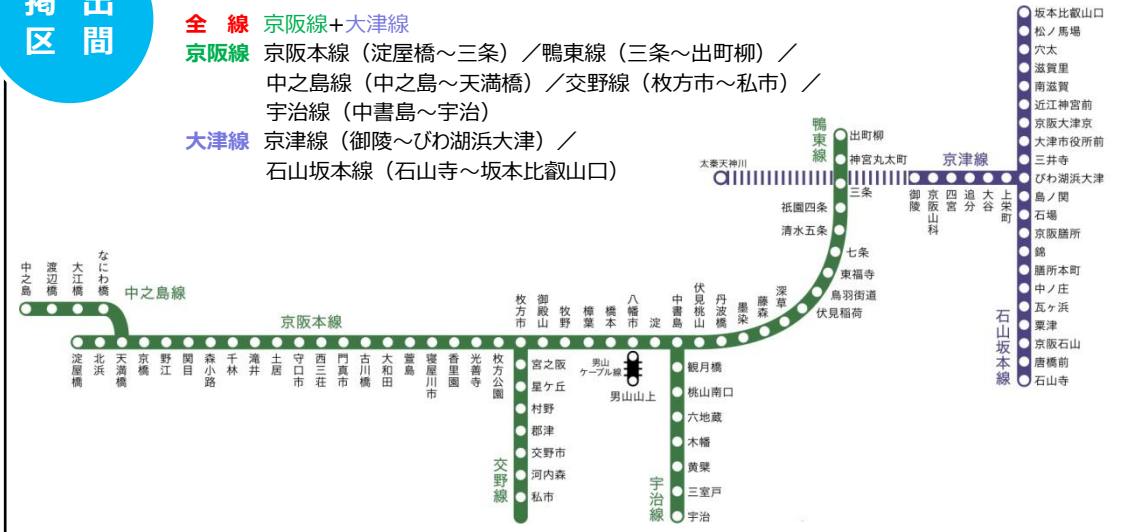 掲出
区間
全線 京阪線+大津線
京阪線 京阪本線（淀屋橋～三条）／鴨東線（三条～出町柳）／
中之島線（中之島～天満橋）／交野線（枚方市～私市）／
宇治線（中書島～宇治）
大津線 京津線（御陵～びわ湖浜大津）／
石山坂本線（石山寺～坂本比叡山口）
中之島
渡辺橋
大江橋
なにわ橋
中之島線
京阪本線
淀屋橋
北浜
天満橋
京橋
野江
関目
森小路
千林
滝井
土居
守口市
西三荘
門真市
古川橋
大和田
萱島
寝屋川市
香里園
光善寺
枚方公園
枚方市
御殿山
牧野
樟葉
橋本
八幡市
淀
中書島
伏見桃山
丹波橋
墨染
藤森
深草
伏見稲荷
鳥羽街道
東福寺
七条
清水五条
祇園四条
三条
神宮丸太町
出町柳
鴨東線
宮之阪
星ケ丘
村野
郡津
交野市
河内森
私市
交野線
男山
ケーブル線
男山山上
観月橋
桃山南口
六地蔵
木幡
黄檗
三室戸
宇治
宇治線
太秦天神川
京津線
御陵
京阪山科
四宮
追分
大谷
上栄町
坂本比叡山口
松ノ馬場
穴太
滋賀里
南滋賀
近江神宮前
京阪大津京
大津市役所前
三井寺
びわ湖浜大津
島ノ関
石場
京阪膳所
錦
膳所本町
中ノ庄
瓦ヶ浜
粟津
京阪石山
唐橋前
石山寺
石山坂本線